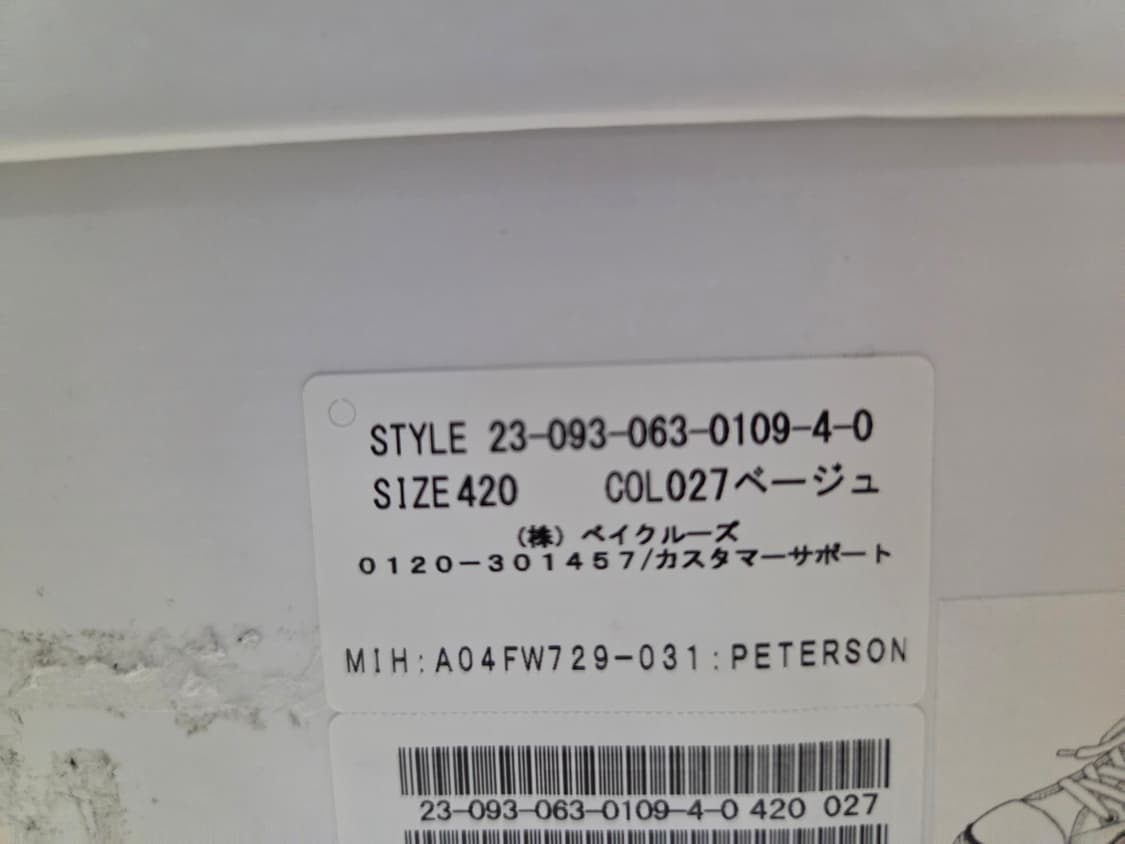 STYLE 23-093-063-0109-4-0
SIZE 420 COL027ベージュ
(株) ベイクルーズ
0120-301457/カスタマーサポート
MIH:A04FW729-031:PETERSON
23-093-063-0109-4-0 420 027